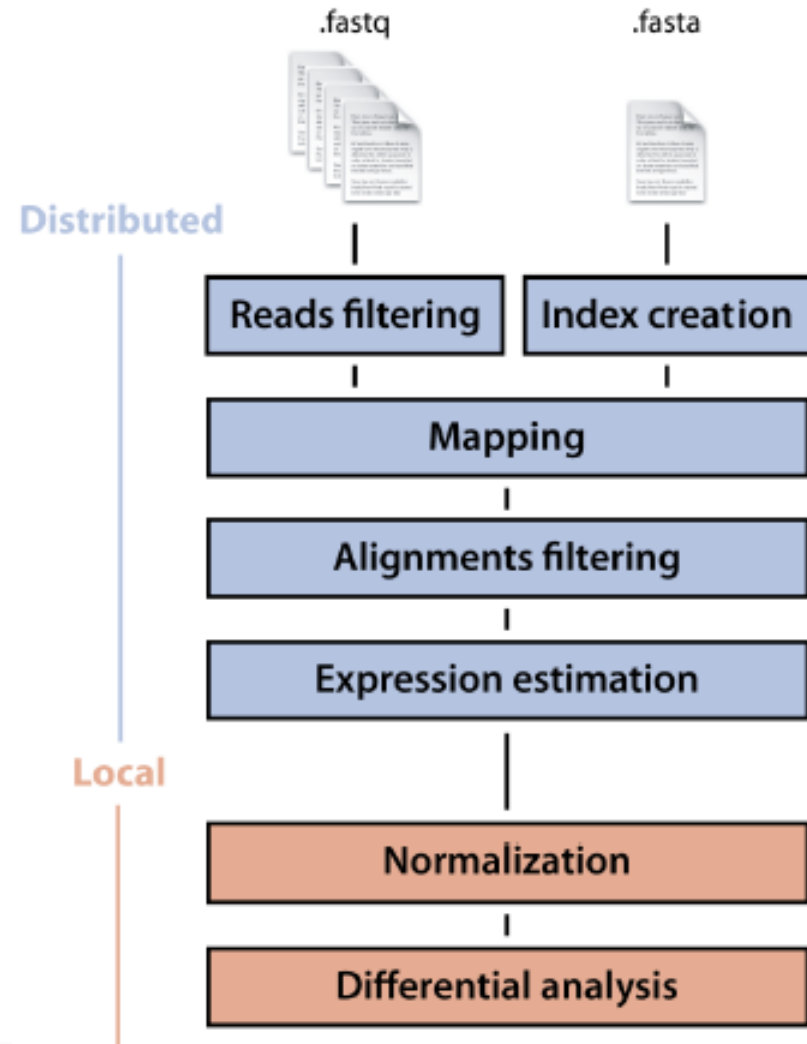 .fastq
.fasta
Distributed
Reads filtering
Index creation
Mapping
Alignments filtering
Expression estimation
Local
Normalization
Differential analysis